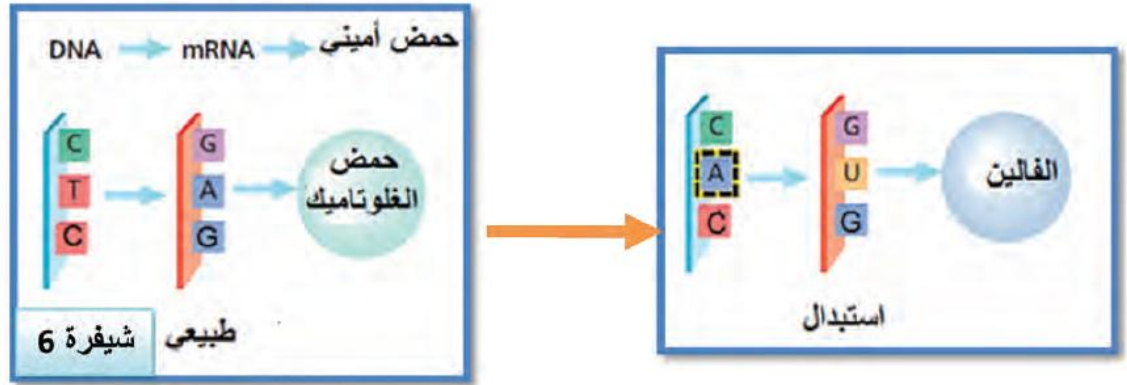 DNA mRNA حمض أميني
C G
T A حمض الغلوتاميك
C G
طبيعي
شيفرة 6
C G
A U الفالين
C G
استبدال